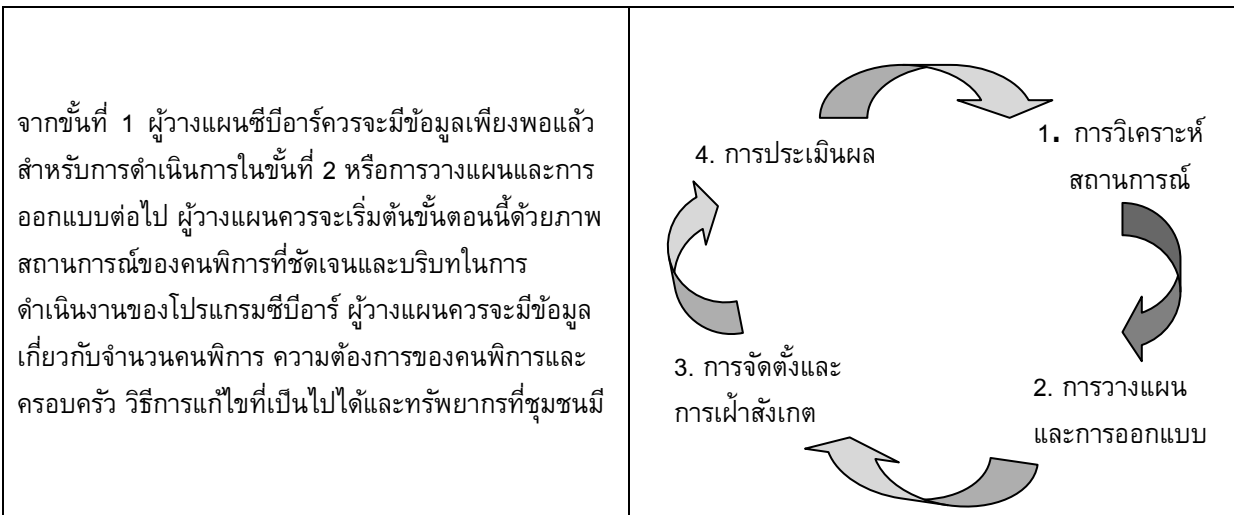 จากขั้นที่ 1 ผู้วางแผนซีบีอาร์ควรจะมีข้อมูลเพียงพอแล้ว
สำหรับการดำเนินการในขั้นที่ 2 หรือการวางแผนและการ
ออกแบบต่อไป ผู้วางแผนควรจะเริ่มต้นขั้นตอนนี้ด้วยภาพ
สถานการณ์ของคนพิการที่ชัดเจนและบริบทในการ
ดำเนินงานของโปรแกรมซีบีอาร์ ผู้วางแผนควรจะมีข้อมูล
เกี่ยวกับจำนวนคนพิการ ความต้องการของคนพิการและ
ครอบครัว วิธีการแก้ไขที่เป็นไปได้และทรัพยากรที่ชุมชนมี
1. การวิเคราะห์
สถานการณ์
2. การวางแผน
และการออกแบบ
3. การจัดตั้งและ
การเฝ้าสังเกต
4. การประเมินผล